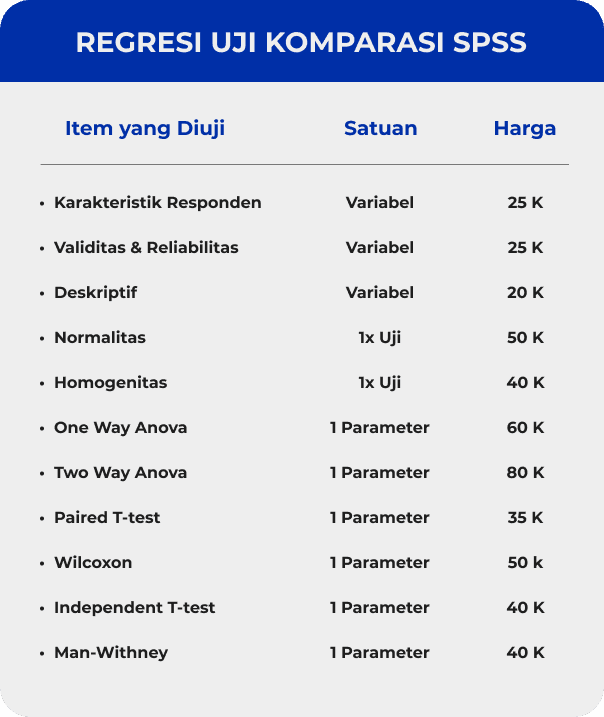 REGRESI UJI KOMPARASI SPSS
Item yang Diuji Satuan Harga
• Karakteristik Responden Variabel 25 K
• Validitas & Reliabilitas Variabel 25 K
• Deskriptif Variabel 20 K
• Normalitas 1x Uji 50 K
• Homogenitas 1x Uji 40 K
• One Way Anova 1 Parameter 60 K
• Two Way Anova 1 Parameter 80 K
• Paired T-test 1 Parameter 35 K
• Wilcoxon 1 Parameter 50 k
• Independent T-test 1 Parameter 40 K
• Man-Withney 1 Parameter 40 K